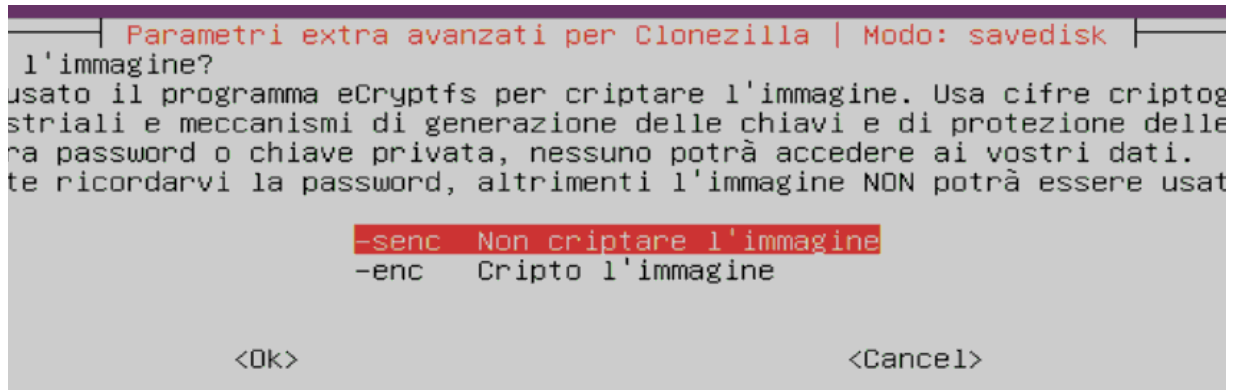 Parametri extra avanzati per Clonezilla | Modo: savedisk
l'immagine?
usato il programma eCryptfs per criptare l'immagine. Usa cifre criptog
striali e meccanismi di generazione delle chiavi e di protezione delle
ra password o chiave privata, nessuno potrà accedere ai vostri dati.
te ricordarvi la password, altrimenti l'immagine NON potrà essere usat
-senc Non criptare l'immagine
-enc Cripto l'immagine
<Ok> <Cancel>